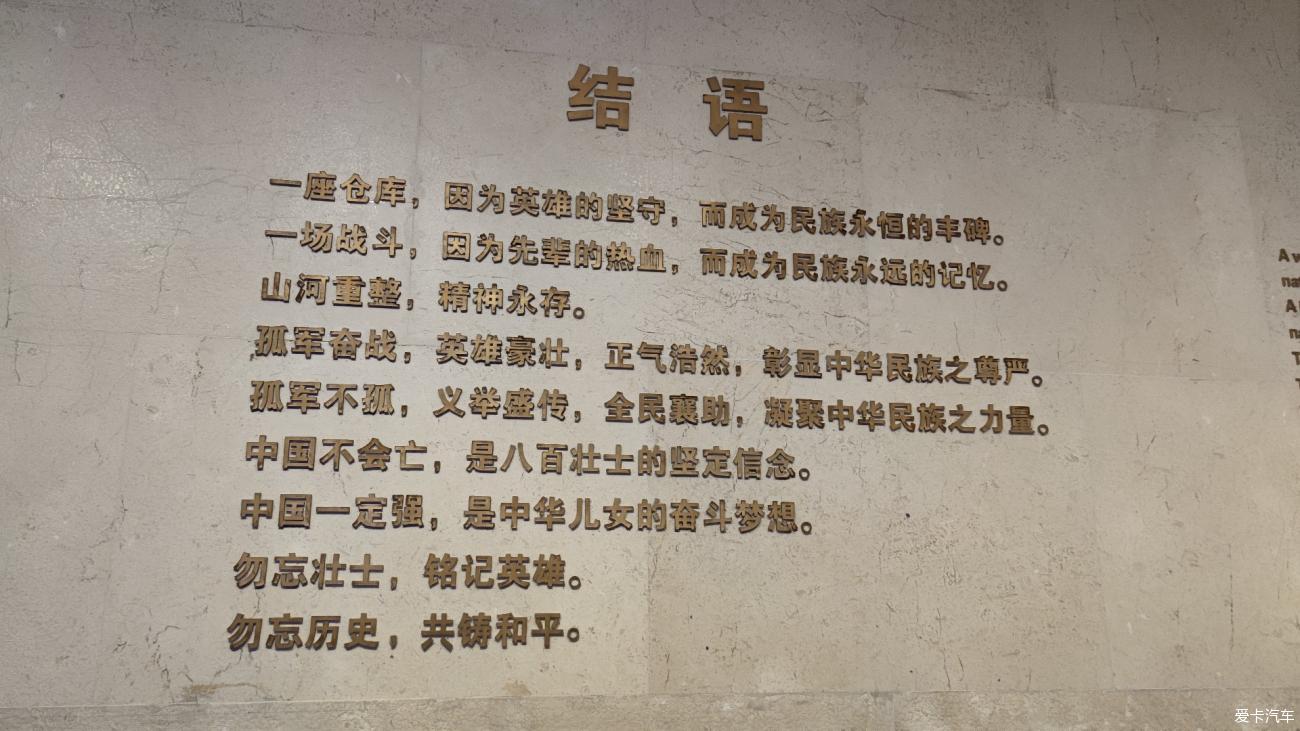 结 语
一座仓库，因为英雄的坚守，而成为民族永恒的丰碑。
一场战斗，因为先辈的热血，而成为民族永远的记忆。
山河重整，精神永存。
孤军奋战，英雄豪壮，正气浩然，彰显中华民族之尊严。
孤军不孤，义举盛传，全民襄助，凝聚中华民族之力量。
中国不会亡，是八百壮士的坚定信念。
中国一定强，是中华儿女的奋斗梦想。
勿忘壮士，铭记英雄。
勿忘历史，共铸和平。
A
爱卡汽车